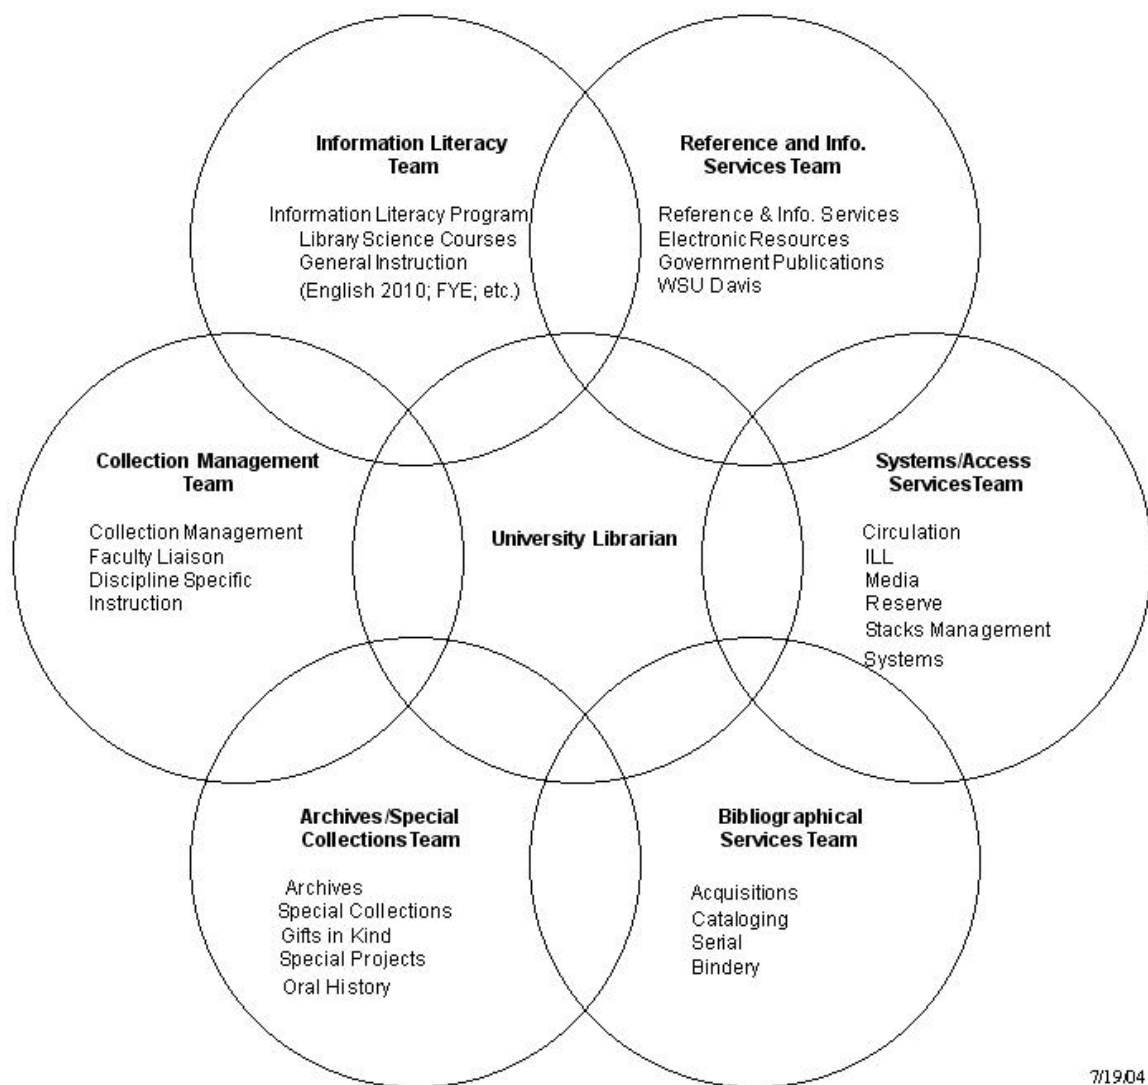 Information Literacy
Team
Information Literacy Program
Library Science Courses
General Instruction
(English 2010; FYE; etc.)
Reference and Info.
Services Team
Reference & Info. Services
Electronic Resources
Government Publications
WSU Davis
Collection Management
Team
Collection Management
Faculty Liaison
Discipline Specific
Instruction
University Librarian
Systems/Access
ServicesTeam
Circulation
ILL
Media
Reserve
Stacks Management
Systems
Archives/Special
CollectionsTeam
Archives
Special Collections
Gifts in Kind
Special Projects
Oral History
Bibliographical
Services Team
Acquisitions
Cataloging
Serial
Bindery
7/19/04